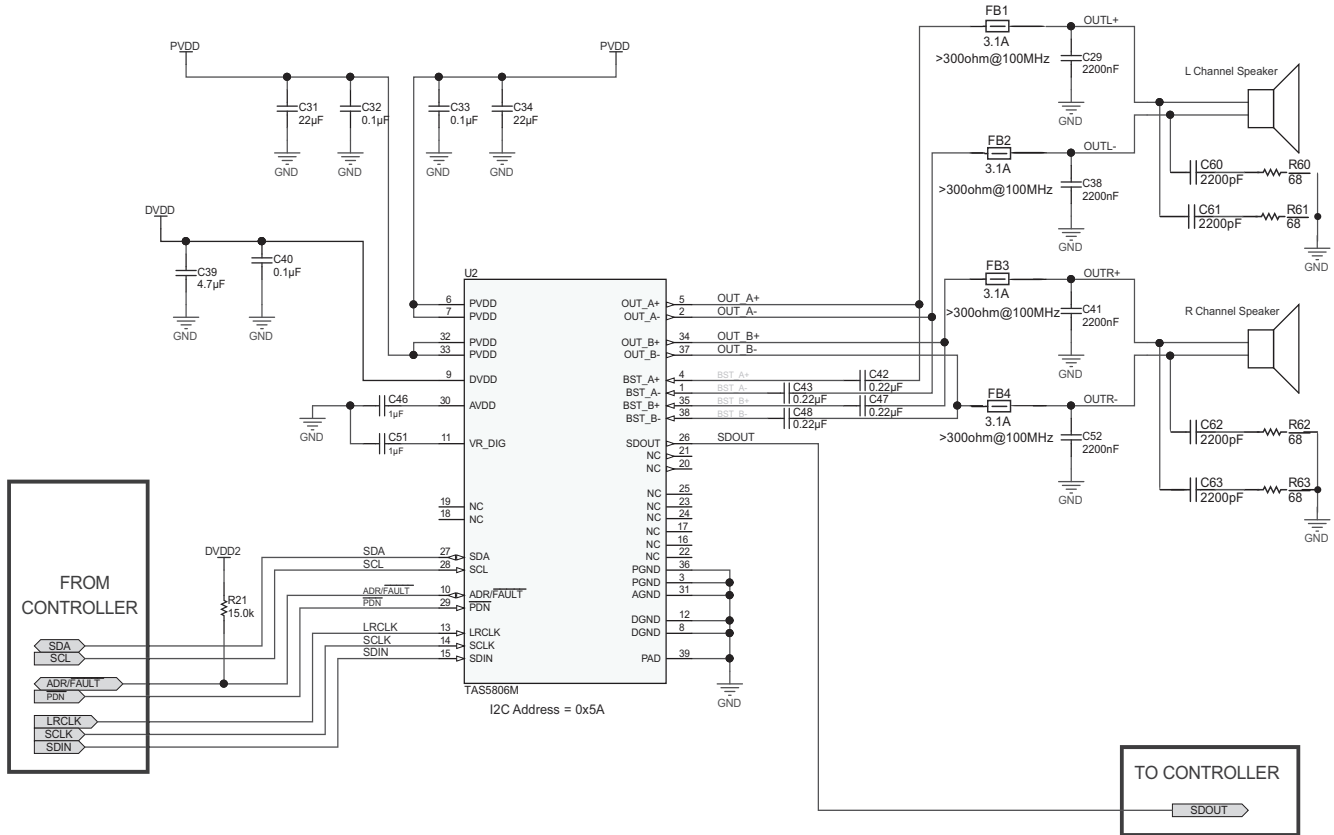 PVDD
PVDD
C31
22µF
C32
0.1µF
C33
0.1µF
C34
22µF
GND
GND
GND
GND
DVDD
C39
4.7µF
C40
0.1µF
GND
GND
FB1
3.1A
>300ohm@100MHz
OUTL+
C29
2200nF
GND
L Channel Speaker
FB2
3.1A
>300ohm@100MHz
OUTL-
C38
2200nF
GND
C60
2200pF
R60
68
C61
2200pF
R61
68
GND
FB3
3.1A
>300ohm@100MHz
OUTR+
C41
2200nF
GND
R Channel Speaker
FB4
3.1A
>300ohm@100MHz
OUTR-
C52
2200nF
GND
C62
2200pF
R62
68
C63
2200pF
R63
68
GND
U2
6 PVDD
7 PVDD
32 PVDD
33 PVDD
9 DVDD
30 AVDD
11 VR_DIG
19 NC
18 NC
SDA 27 SDA
SCL 28 SCL
ADR/FAULT 10 ADR/FAULT
PDN 29 PDN
LRCLK 13 LRCLK
SCLK 14 SCLK
SDIN 15 SDIN
C46
1µF
GND
C51
1µF
OUT_A+ 5 OUT_A+
OUT_A- 2 OUT_A-
OUT_B+ 34 OUT_B+
OUT_B- 37 OUT_B-
BST_A+ 4 BST_A+
BST_A- 1 BST_A-
BST_B+ 35 BST_B+
BST_B- 38 BST_B-
C42
0.22µF
C43
0.22µF
C47
0.22µF
C48
0.22µF
SDOUT 26 SDOUT
NC 21
NC 20
NC 25
NC 23
NC 24
NC 17
NC 16
NC 22
PGND 36
PGND 3
AGND 31
DGND 12
DGND 8
PAD 39
GND
TAS5806M
I2C Address = 0x5A
DVDD2
R21
15.0k
FROM
CONTROLLER
SDA
SCL
ADR/FAULT
PDN
LRCLK
SCLK
SDIN
TO CONTROLLER
SDOUT